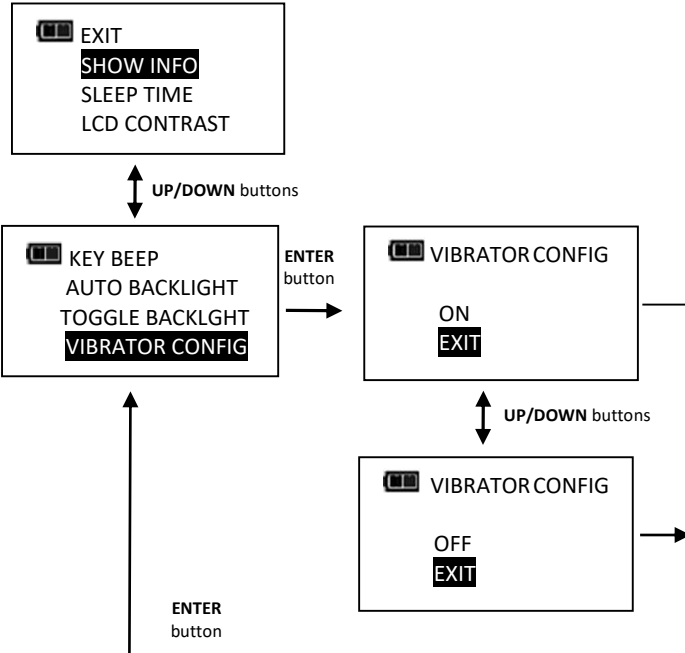 EXIT
SHOW INFO
SLEEP TIME
LCD CONTRAST
UP/DOWN buttons
KEY BEEP
AUTO BACKLIGHT
TOGGLE BACKLGHT
VIBRATOR CONFIG
ENTER
button
VIBRATOR CONFIG
ON
EXIT
UP/DOWN buttons
VIBRATOR CONFIG
OFF
EXIT
ENTER
button